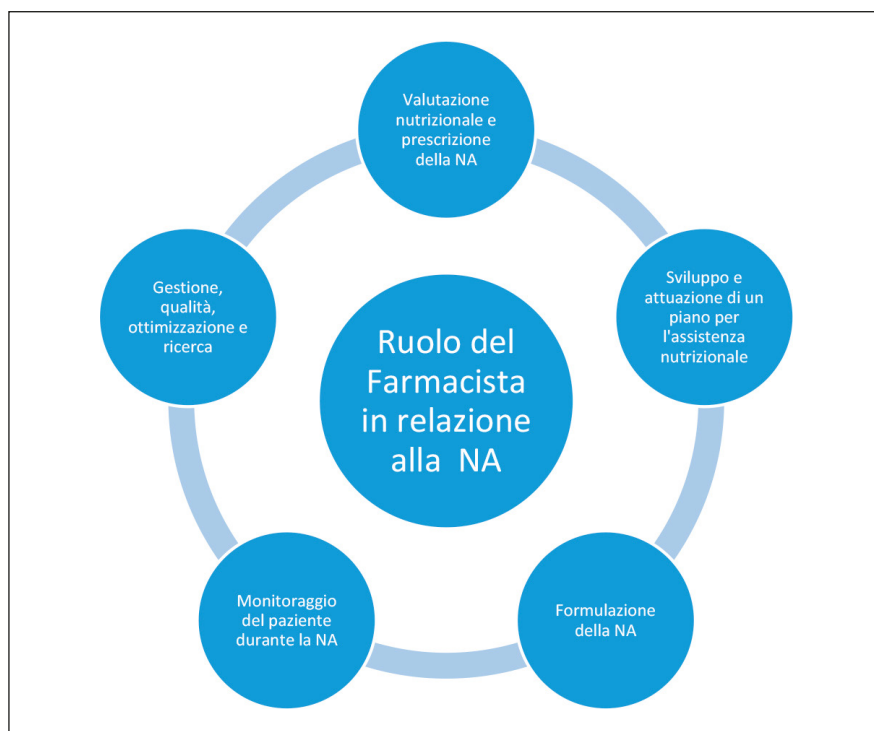 Valutazione
nutrizionale e
prescrizione
della NA
Sviluppo e
attuazione di un
piano per
l'assistenza
nutrizionale
Formulazione
della NA
Monitoraggio
del paziente
durante la NA
Gestione,
qualità,
ottimizzazione e
ricerca
Ruolo del
Farmacista
in relazione
alla NA